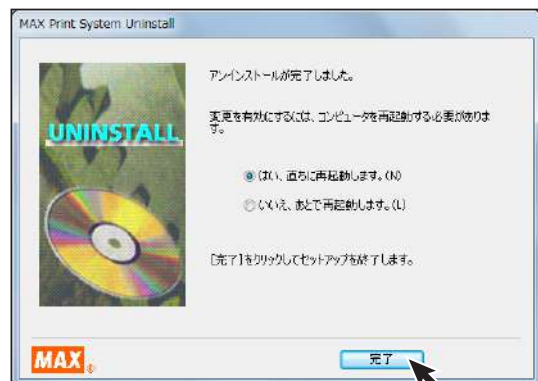 MAX Print System Uninstall
アンインストールが完了しました。
変更を有効にするには、コンピュータを再起動する必要がありま
す。
UNINSTALL
はい、直ちに再起動します。(N)
いいえ、あとで再起動します。(L)
[完了]をクリックしてセットアップを終了します。
MAX®
完了